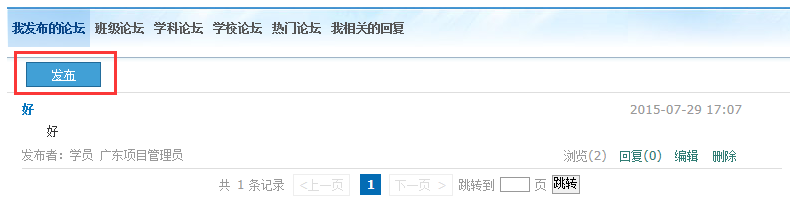 我发布的论坛 班级论坛 学科论坛 学校论坛 热门论坛 我相关的回复
发布
好 2015-07-29 17:07
好
发布者：学员 广东项目管理员 浏览(2) 回复(0) 编辑 删除
共 1 条记录 <上一页 1 下一页 > 跳转到 页 跳转